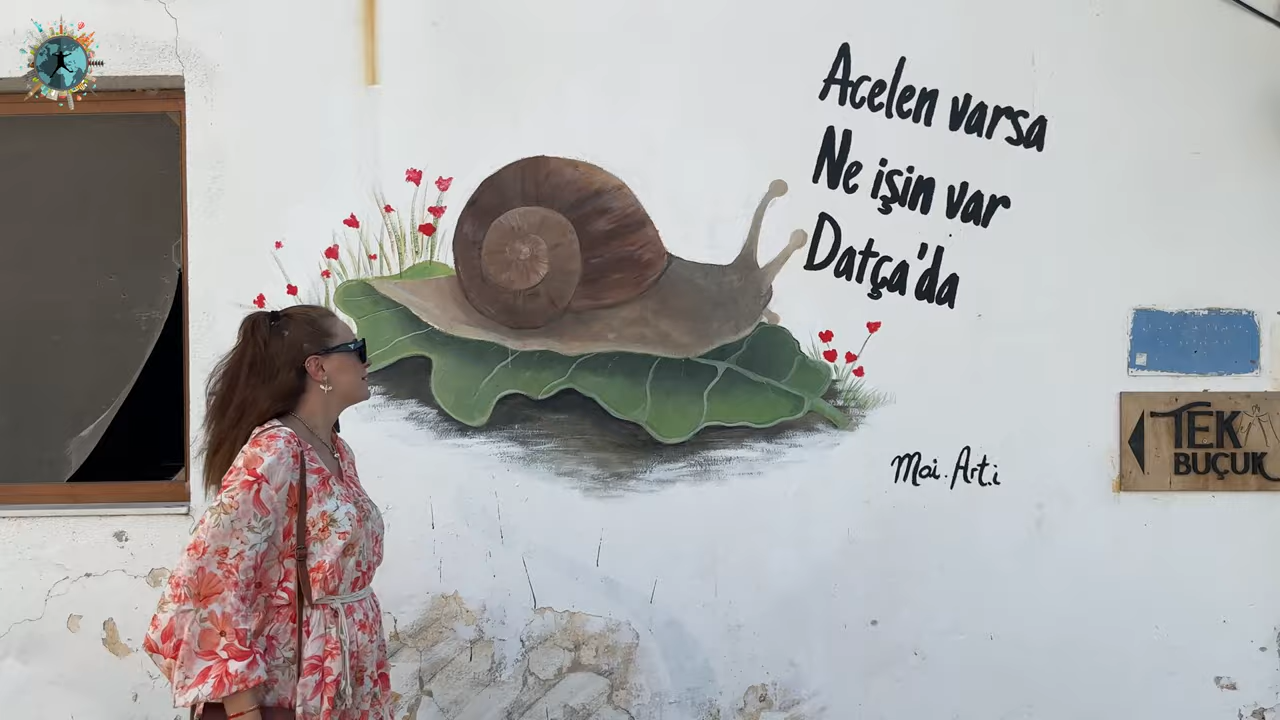 Acelen varsa
Ne işin var
Datça'da
Mai.Art.i
TEK
BUÇUK